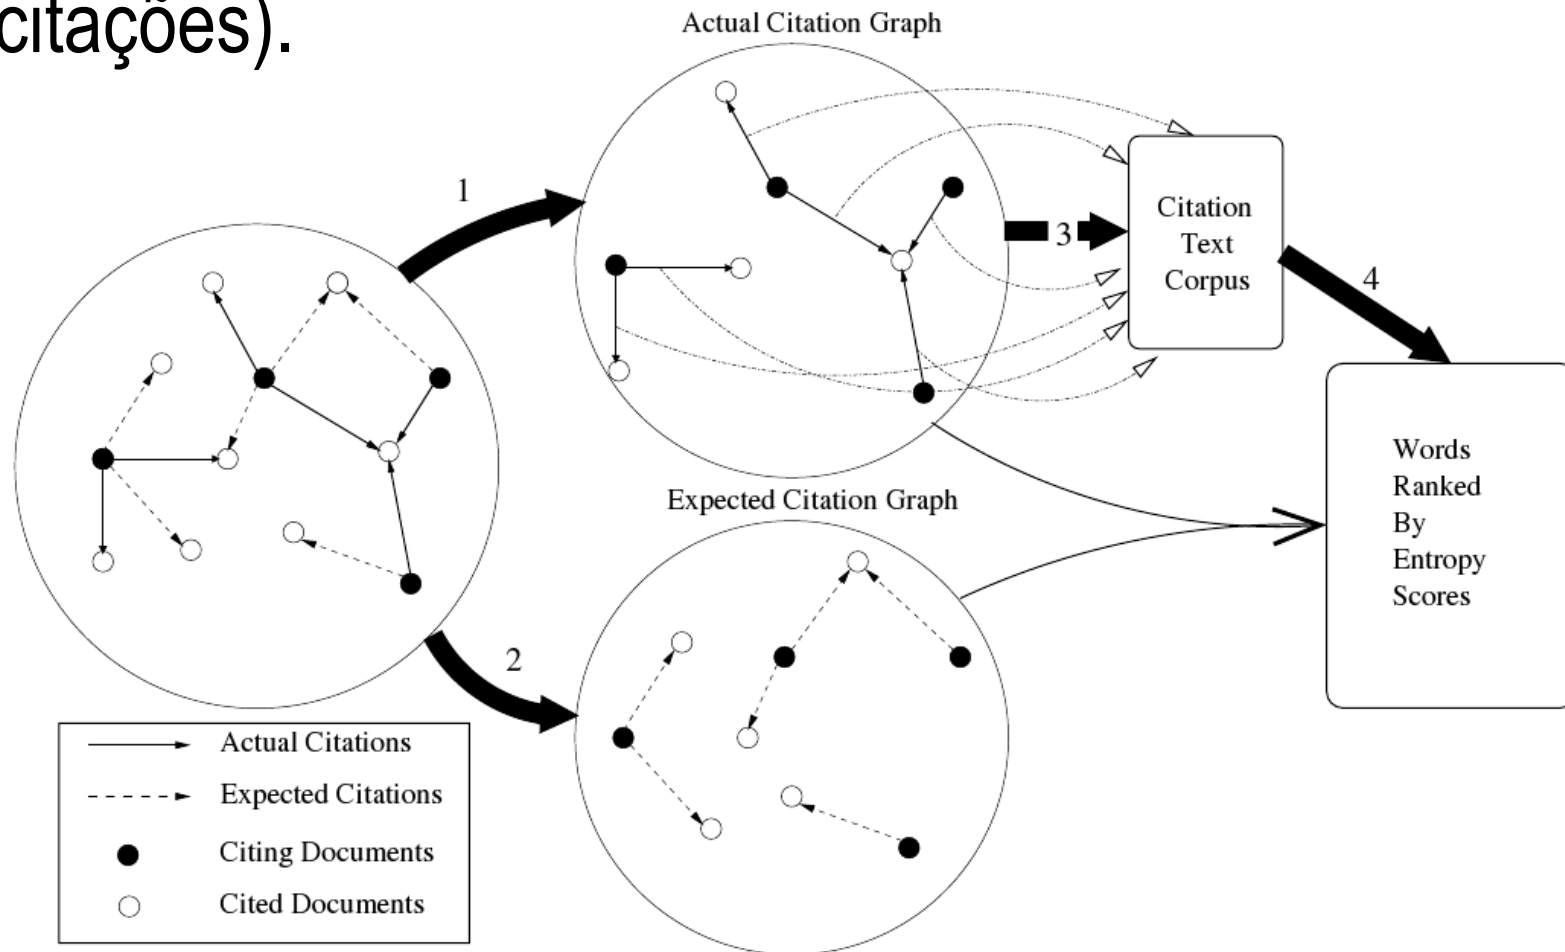 citações).
Actual Citation Graph
1
3
Citation
Text
Corpus
4
Expected Citation Graph
2
Words
Ranked
By
Entropy
Scores
Actual Citations
Expected Citations
Citing Documents
Cited Documents